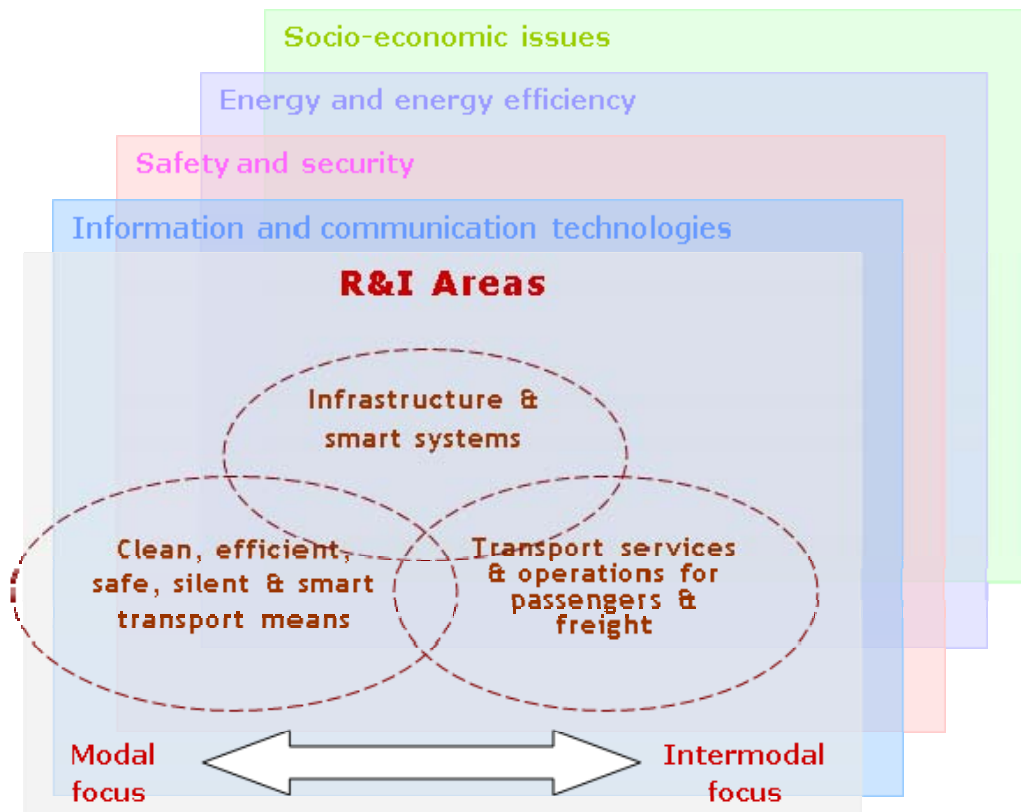 Socio-economic issues
Energy and energy efficiency
Safety and security
Information and communication technologies
R&I Areas
Infrastructure &
smart systems
Clean, efficient,
safe, silent & smart
transport means
Transport services
& operations for
passengers &
freight
Modal
focus
Intermodal
focus